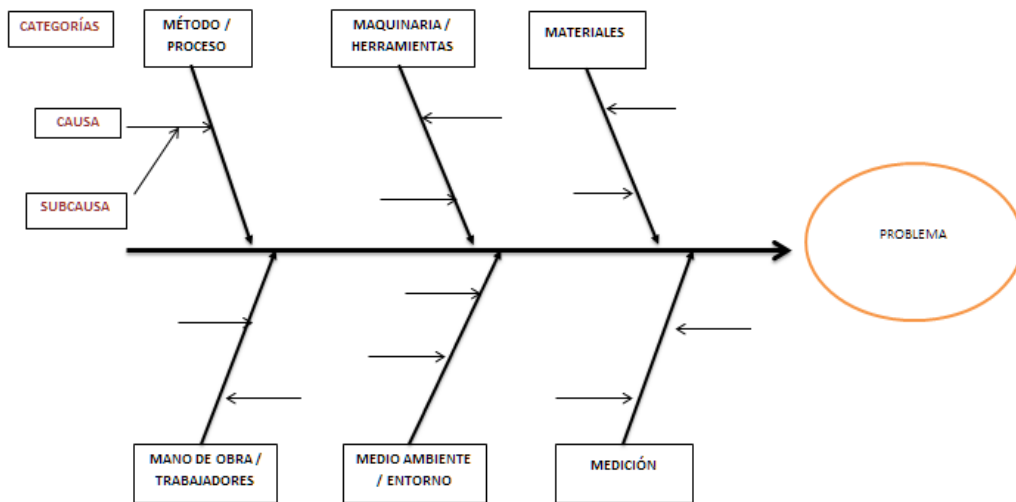 CATEGORÍAS
MÉTODO /
PROCESO
MAQUINARIA /
HERRAMIENTAS
MATERIALES
CAUSA
SUBCAUSA
PROBLEMA
MANO DE OBRA /
TRABAJADORES
MEDIO AMBIENTE
/ ENTORNO
MEDICIÓN